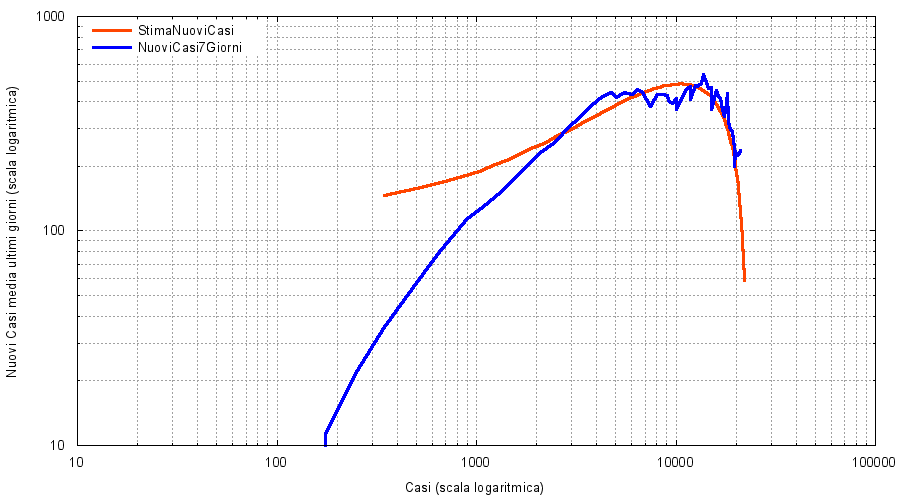 1000
StimaNuoviCasi
NuoviCasi7Giorni
Nuovi Casi media ultimi giorni (scala logaritmica)
100
10
10 100 1000 10000 100000
Casi (scala logaritmica)